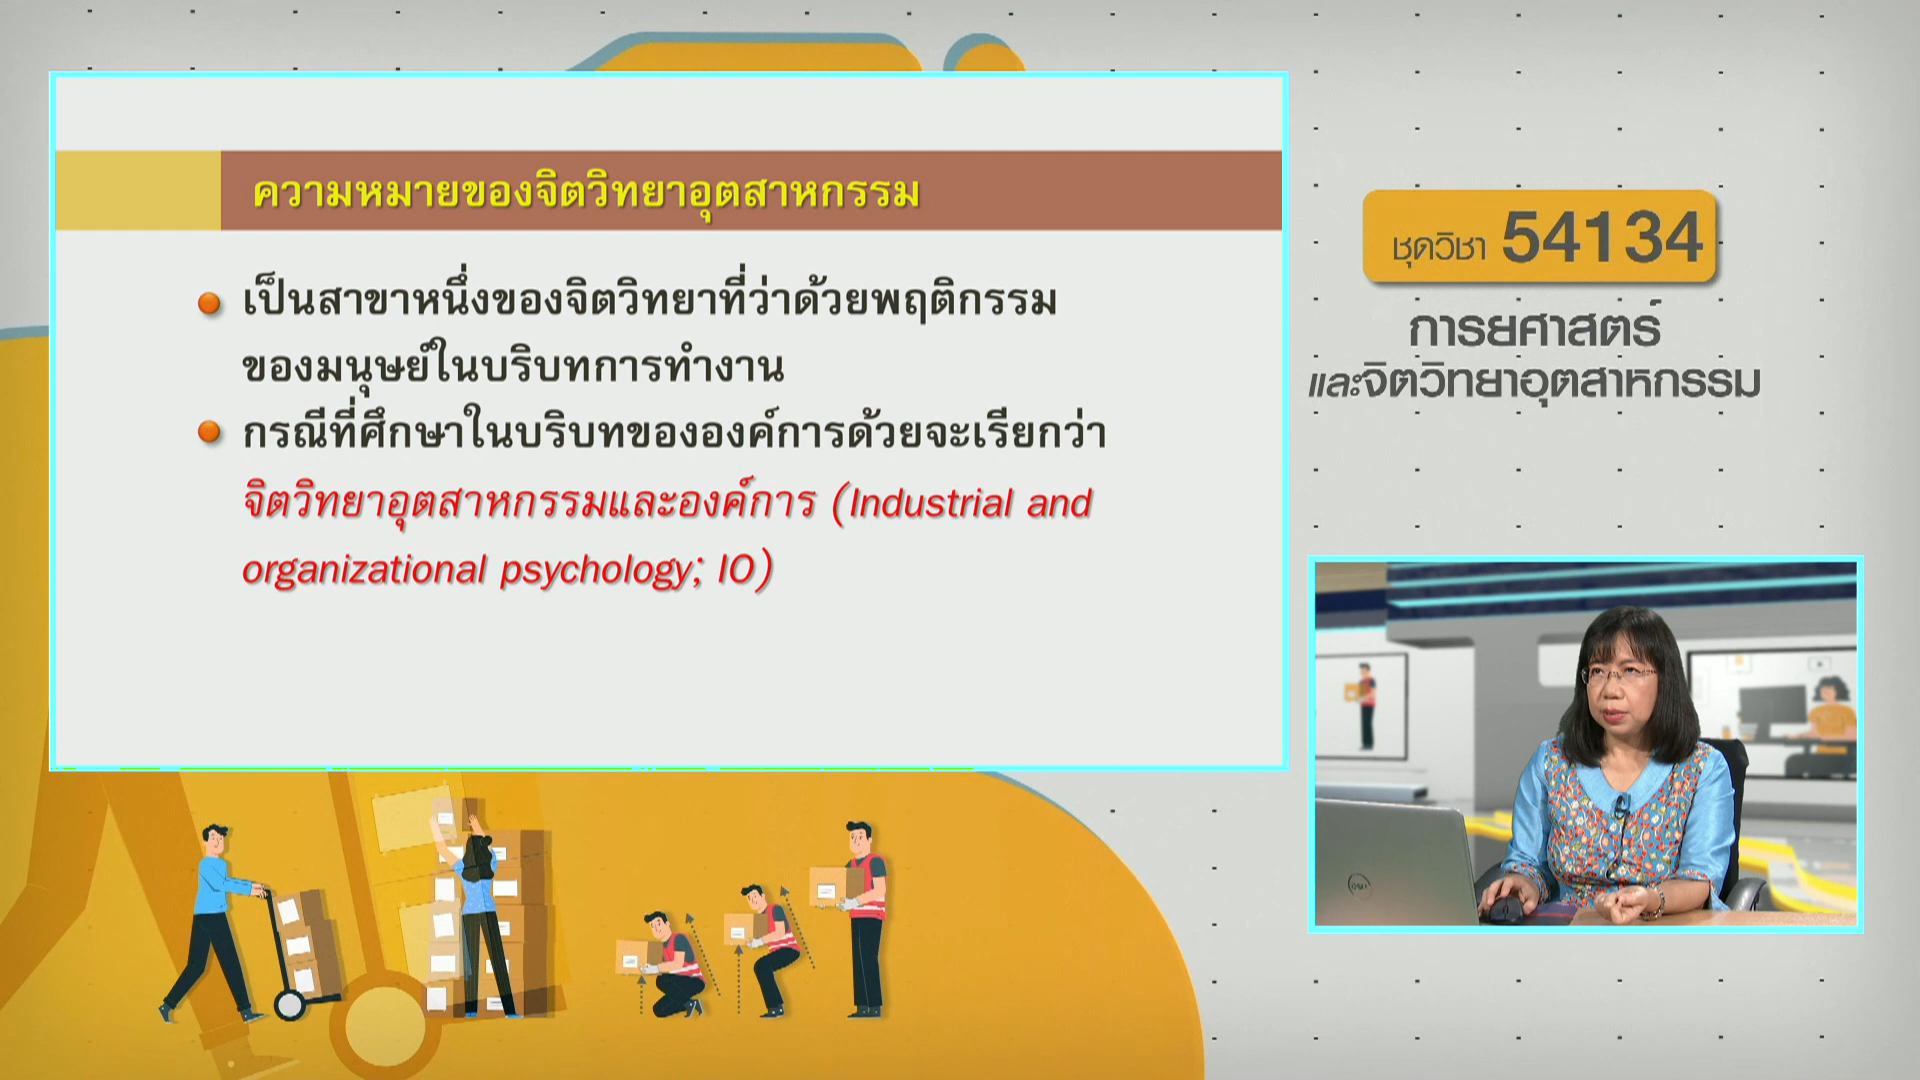 ความหมายของจิตวิทยาอุตสาหกรรม
เป็นสาขาหนึ่งของจิตวิทยาที่ว่าด้วยพฤติกรรม
ของมนุษย์ในบริบทการทำงาน
กรณีที่ศึกษาในบริบทขององค์การด้วยจะเรียกว่า
จิตวิทยาอุตสาหกรรมและองค์การ (Industrial and
organizational psychology; IO)
ชุดวิชา 54134
การยศาสตร์
และจิตวิทยาอุตสาหกรรม
DELL